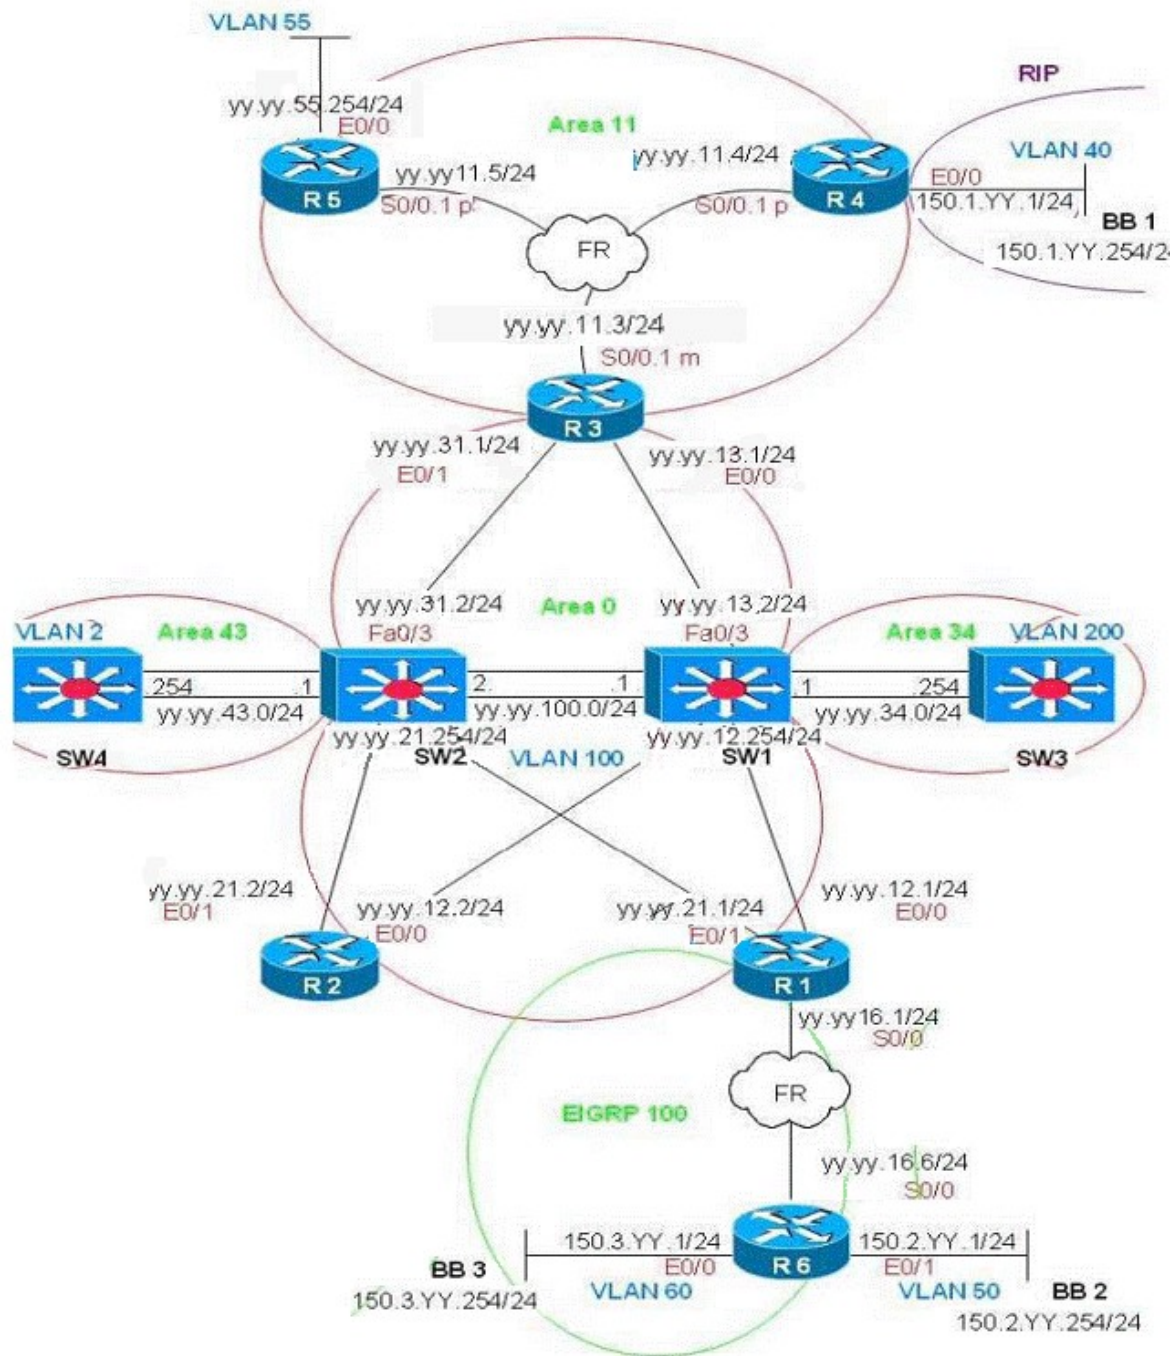 VLAN 55
yy.yy.55.254/24
E0/0
Area 11
RIP
yy.yy.11.4/24
VLAN 40
yy.yy11.5/24
E0/0
R 5
R 4
150.1.YY.1/24
S0/0.1 p
S0/0.1 p
BB 1
FR
150.1.YY.254/24
yy.yy.11.3/24
S0/0.1 m
R 3
yy.yy.31.1/24
yy.yy.13.1/24
E0/1
E0/0
yy.yy.31.2/24
Area 0
yy.yy.13.2/24
VLAN 2
Area 43
Fa0/3
Fa0/3
Area 34
VLAN 200
.254
.1
2.
.1
.1
.254
yy.yy.43.0/24
yy.yy.100.0/24
yy.yy.34.0/24
yy.yy.21.254/24
yy.yy.12.254/24
SW4
SW2
VLAN 100
SW1
SW3
yy.yy.21.2/24
E0/1
yy.yy.12.2/24
E0/0
yy.yy.21.1/24
E0/1
yy.yy.12.1/24
E0/0
R 2
R 1
yy.yy16.1/24
S0/0
FR
EIGRP 100
yy.yy.16.6/24
S0/0
150.3.YY.1/24
150.2.YY.1/24
E0/0
R 6
E0/1
BB 3
VLAN 60
VLAN 50
BB 2
150.3.YY.254/24
150.2.YY.254/24